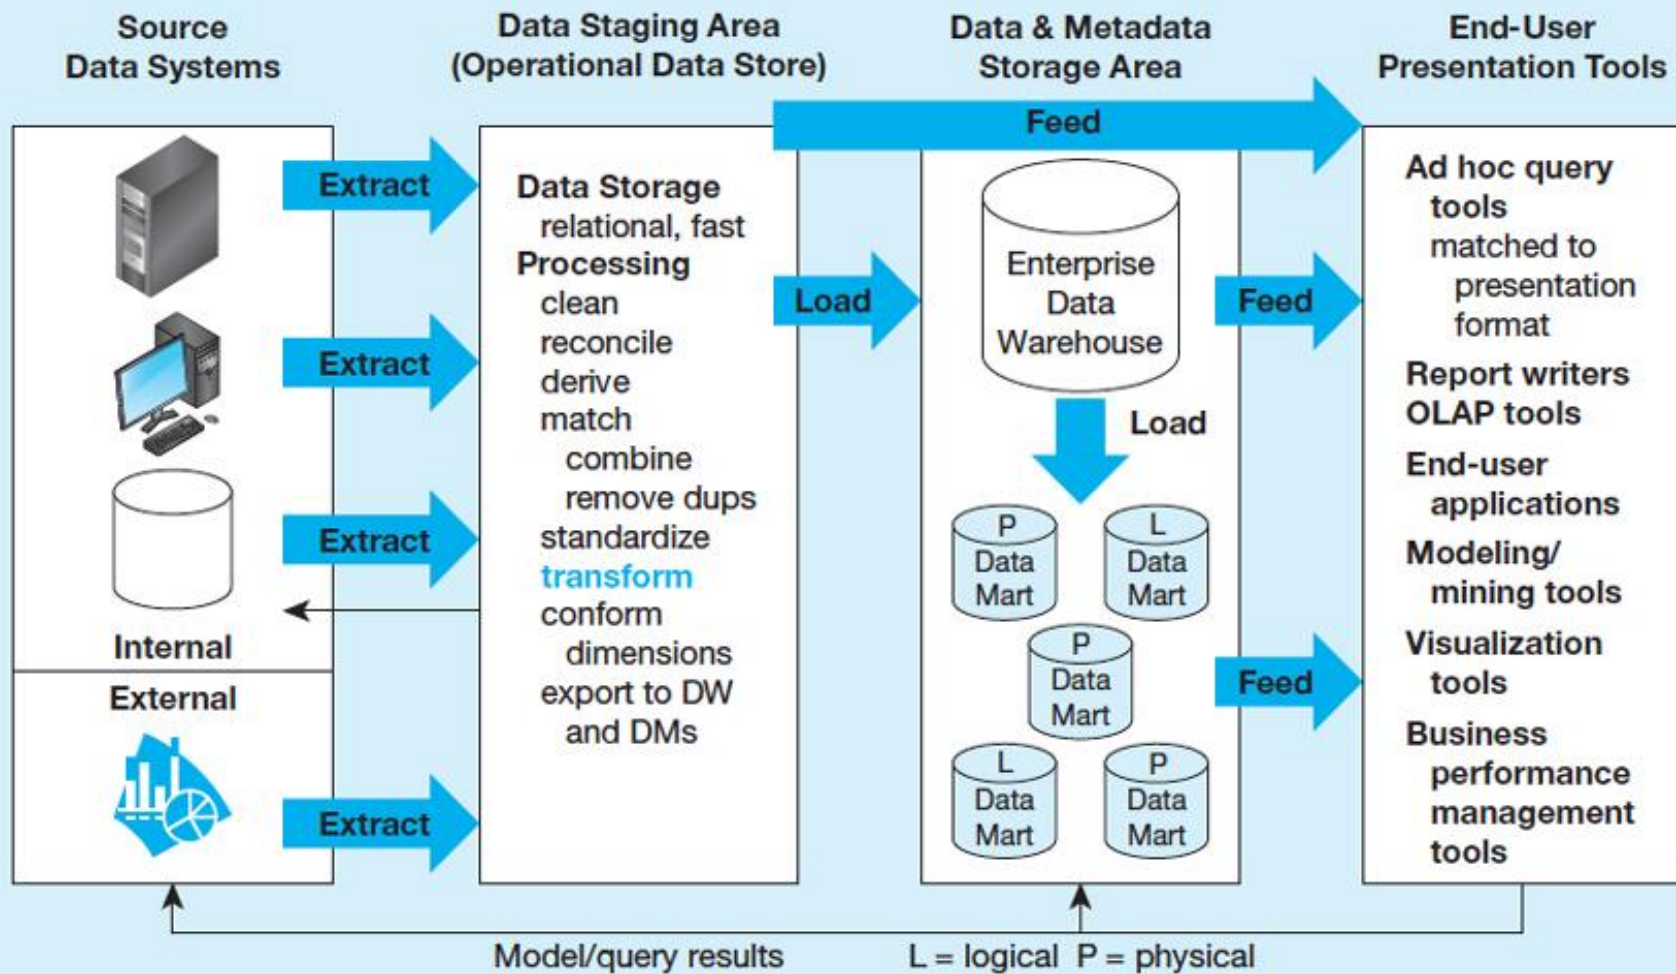 Source
Data Systems
Data Staging Area
(Operational Data Store)
Data & Metadata
Storage Area
End-User
Presentation Tools
Extract
Extract
Extract
Internal
External
Extract
Data Storage
relational, fast
Processing
clean
reconcile
derive
match
combine
remove dups
standardize
transform
conform
dimensions
export to DW
and DMs
Feed
Load
Enterprise
Data
Warehouse
Load
P
Data
Mart
L
Data
Mart
P
Data
Mart
L
Data
Mart
P
Data
Mart
Feed
Feed
Ad hoc query
tools
matched to
presentation
format
Report writers
OLAP tools
End-user
applications
Modeling/
mining tools
Visualization
tools
Business
performance
management
tools
Model/query results
L = logical P = physical